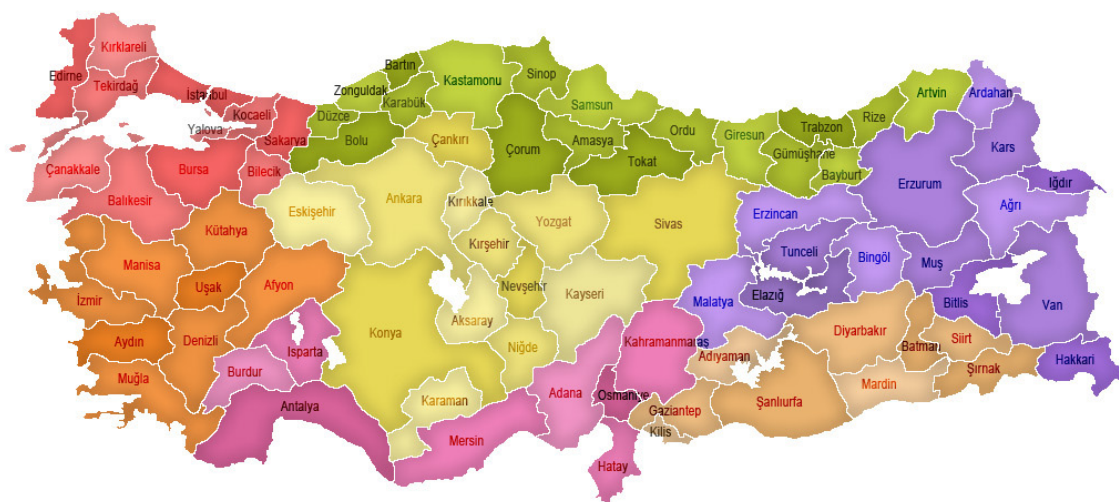 Kırklareli
Edirne
Tekirdağ
İstanbul
Kocaeli
Yalova
Sakarya
Çanakkale
Bursa
Bilecik
Balıkesir
Bartın
Zonguldak
Karabük
Kastamonu
Sinop
Düzce
Bolu
Çankırı
Samsun
Çorum
Amasya
Ordu
Tokat
Giresun
Trabzon
Gümüşhane
Bayburt
Rize
Artvin
Ardahan
Kars
Iğdır
Erzurum
Ağrı
Eskişehir
Ankara
Kırıkkale
Yozgat
Sivas
Erzincan
Kütahya
Kırşehir
Tunceli
Bingöl
Muş
Manisa
Uşak
Afyon
Nevşehir
Kayseri
Malatya
Elazığ
Bitlis
Van
İzmir
Aksaray
Konya
Niğde
Kahramanmaraş
Adıyaman
Diyarbakır
Batman
Siirt
Şırnak
Hakkari
Aydın
Denizli
Isparta
Burdur
Muğla
Antalya
Karaman
Mersin
Adana
Osmaniye
Gaziantep
Kilis
Şanlıurfa
Mardin
Hatay